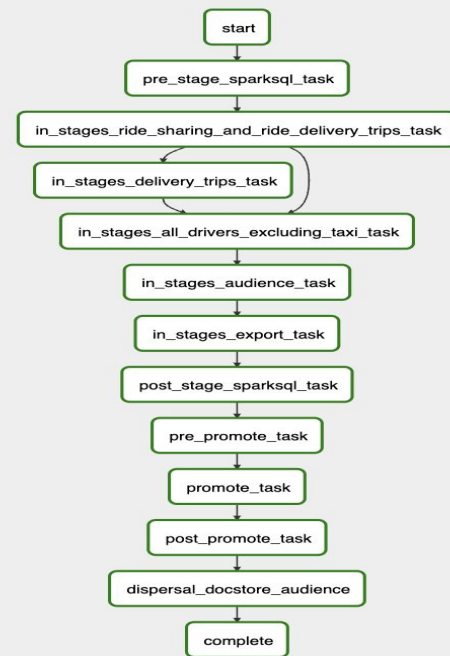 start
pre_stage_sparksql_task
in_stages_ride_sharing_and_ride_delivery_trips_task
in_stages_delivery_trips_task
in_stages_all_drivers_excluding_taxi_task
in_stages_audience_task
in_stages_export_task
post_stage_sparksql_task
pre_promote_task
promote_task
post_promote_task
dispersal_docstore_audience
complete